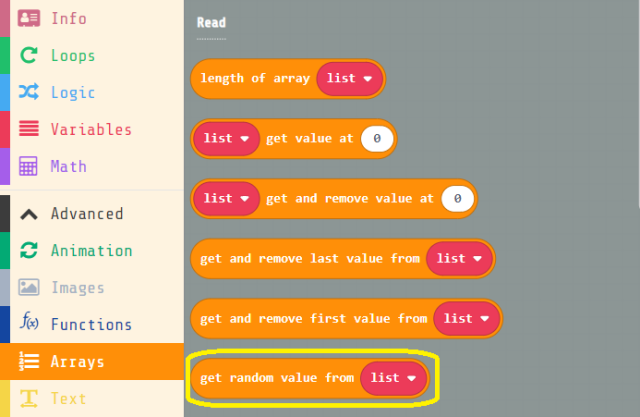 Info
Loops
Logic
Variables
Math
Advanced
Animation
Images
f(x) Functions
Arrays
Text
Read
length of array list
list get value at 0
list get and remove value at 0
get and remove last value from list
get and remove first value from list
get random value from list